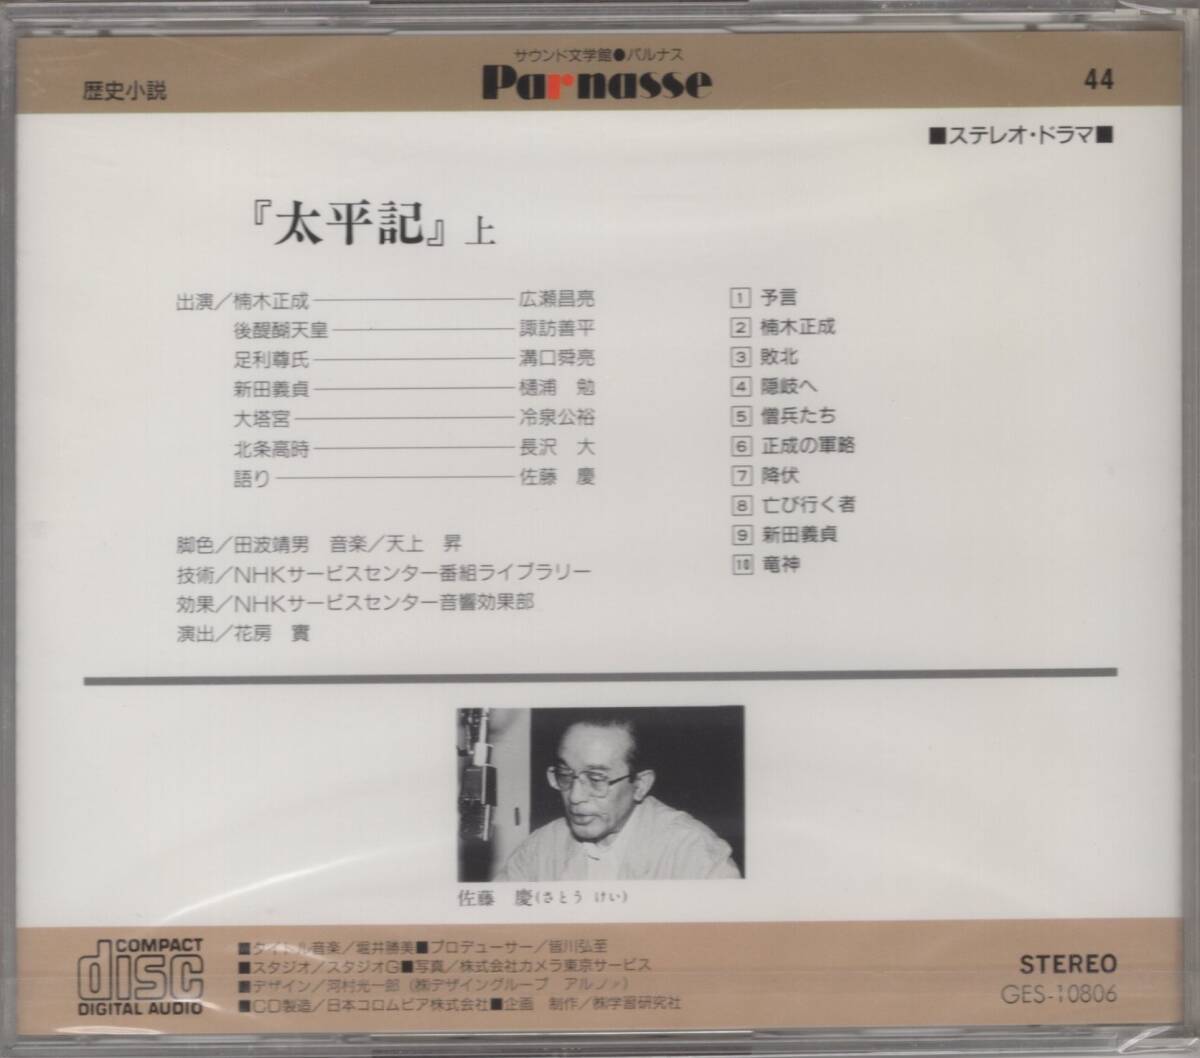 サウンド文学館●パルナス
歴史小説
Parnasse
44
■ステレオ・ドラマ■
『太平記』上
出演／楠木正成 広瀬昌亮
後醍醐天皇 諏訪善平
足利尊氏 溝口舜亮
新田義貞 樋浦 勉
大塔宮 冷泉公裕
北条高時 長沢 大
語り 佐藤 慶
脚色／田波靖男 音楽／天上 昇
技術／NHKサービスセンター番組ライブラリー
効果／NHKサービスセンター音響効果部
演出／花房 實
1 予言
2 楠木正成
3 敗北
4 隠岐へ
5 僧兵たち
6 正成の軍略
7 降伏
8 亡び行く者
9 新田義貞
10 竜神
佐藤 慶(さとう けい)
COMPACT
disc
DIGITAL AUDIO
■タイトル音楽／堀井勝美■プロデューサー／皆川弘至
■スタジオ／スタジオG■写真／株式会社カメラ東京サービス
■デザイン／河村光一郎（㈱デザイングループ
■CD製造／日本コロムビア株式会社■企画 制作／㈱学習研究社
STEREO
GES-10806